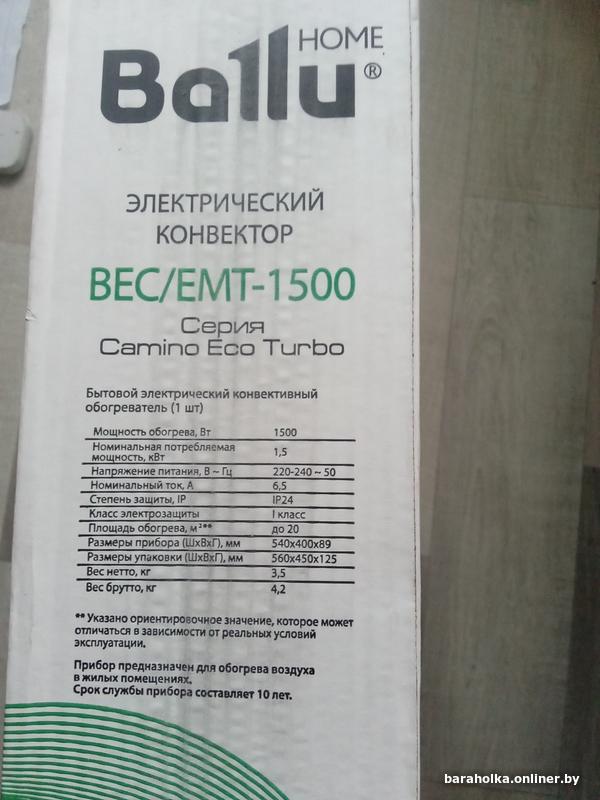 HOME
Ballu®
ЭЛЕКТРИЧЕСКИЙ
КОНВЕКТОР
BEC/EMT-1500
Серия
Camino Eco Turbo
Бытовой электрический конвективный
обогреватель (1 шт)
Мощность обогрева, Вт 1500
Номинальная потребляемая
мощность, кВт 1,5
Напряжение питания, В ~ Гц 220-240 ~ 50
Номинальный ток, А 6,5
Степень защиты, IP IP24
Класс электрозащиты I класс
Площадь обогрева, м²** до 20
Размеры прибора (ШхВхГ), мм 540х400х89
Размеры упаковки (ШхВхГ), мм 560х450х125
Вес нетто, кг 3,5
Вес брутто, кг 4,2
** Указано ориентировочное значение, которое может
отличаться в зависимости от реальных условий
эксплуатации.
Прибор предназначен для обогрева воздуха
в жилых помещениях.
Срок службы прибора составляет 10 лет.
baraholka.onliner.by